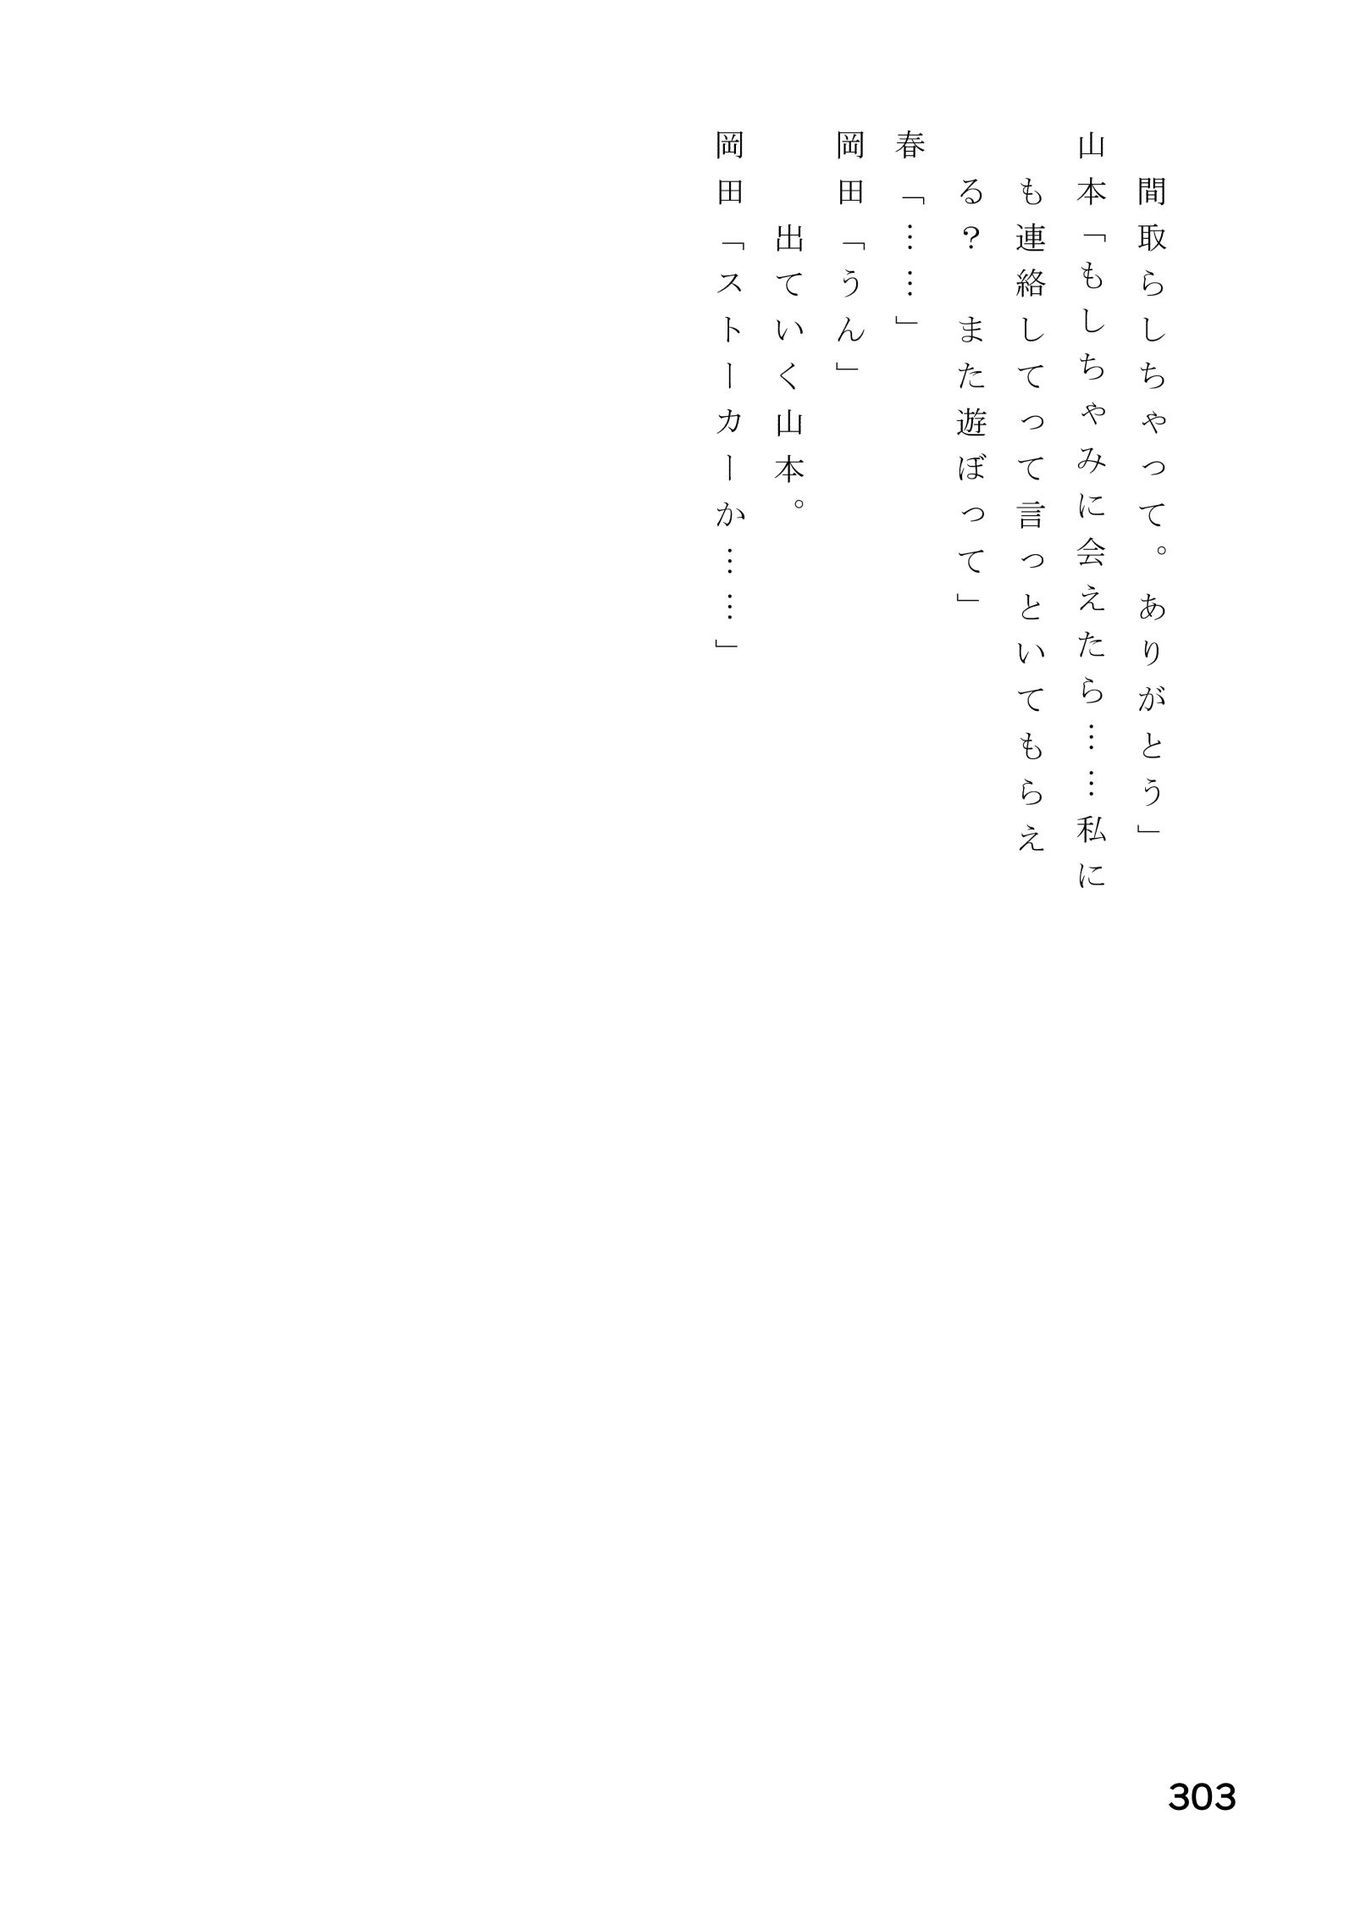 間取らしちゃって。ありがとう」
山本「もしちゃみに会えたら……私に
も連絡してって言っといてもらえ
る？　また遊ぼって」
春「……」
岡田「うん」
出ていく山本。
岡田「ストーカーか……」
303